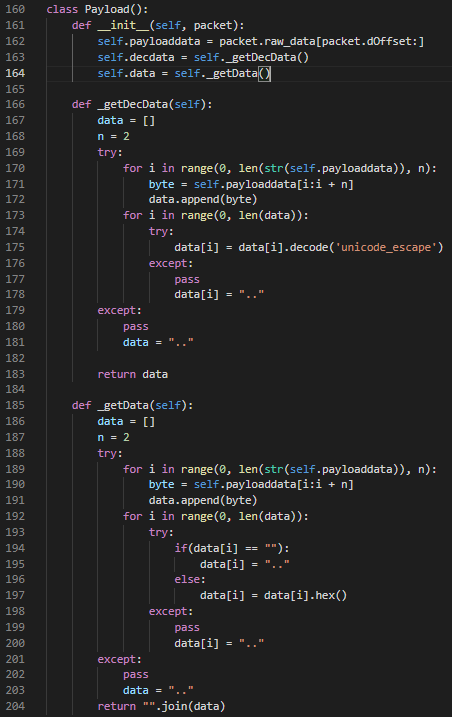 160 class Payload():
161     def __init__(self, packet):
162         self.payloaddata = packet.raw_data[packet.dOffset:]
163         self.decdata = self._getDecData()
164         self.data = self._getData()
165
166     def _getDecData(self):
167         data = []
168         n = 2
169         try:
170             for i in range(0, len(str(self.payloaddata)), n):
171                 byte = self.payloaddata[i:i + n]
172                 data.append(byte)
173             for i in range(0, len(data)):
174                 try:
175                     data[i] = data[i].decode('unicode_escape')
176                 except:
177                     pass
178                     data[i] = ".."
179         except:
180             pass
181             data = ".."
182
183         return data
184
185     def _getData(self):
186         data = []
187         n = 2
188         try:
189             for i in range(0, len(str(self.payloaddata)), n):
190                 byte = self.payloaddata[i:i + n]
191                 data.append(byte)
192             for i in range(0, len(data)):
193                 try:
194                     if(data[i] == ""):
195                         data[i] = ".."
196                     else:
197                         data[i] = data[i].hex()
198                 except:
199                     pass
200                     data[i] = ".."
201         except:
202             pass
203             data = ".."
204         return "".join(data)